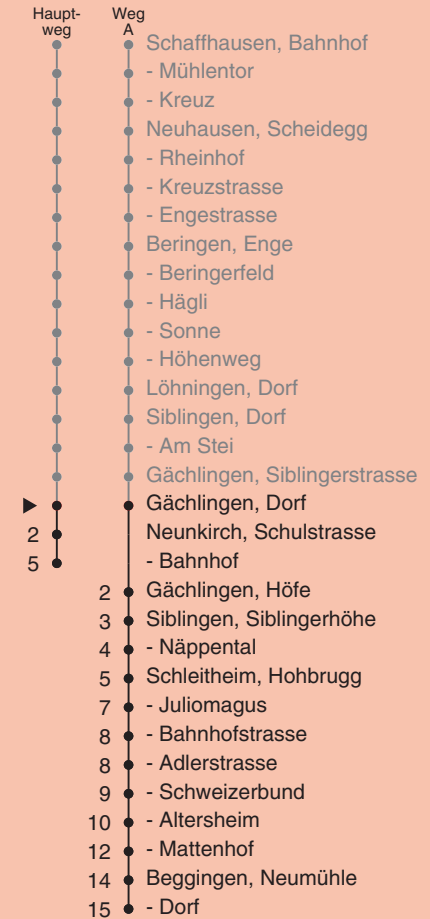 Haupt- Weg
weg A
Schaffhausen, Bahnhof
- Mühlentor
- Kreuz
Neuhausen, Scheidegg
- Rheinhof
- Kreuzstrasse
- Engestrasse
Beringen, Enge
- Beringerfeld
- Hägli
- Sonne
- Höhenweg
Löhningen, Dorf
Siblingen, Dorf
- Am Stei
Gächlingen, Siblingerstrasse
Gächlingen, Dorf
2 Neunkirch, Schulstrasse
5 - Bahnhof
2 Gächlingen, Höfe
3 Siblingen, Siblingerhöhe
4 - Näppental
5 Schleitheim, Hohbrugg
7 - Juliomagus
8 - Bahnhofstrasse
8 - Adlerstrasse
9 - Schweizerbund
10 - Altersheim
12 - Mattenhof
14 Beggingen, Neumühle
15 - Dorf